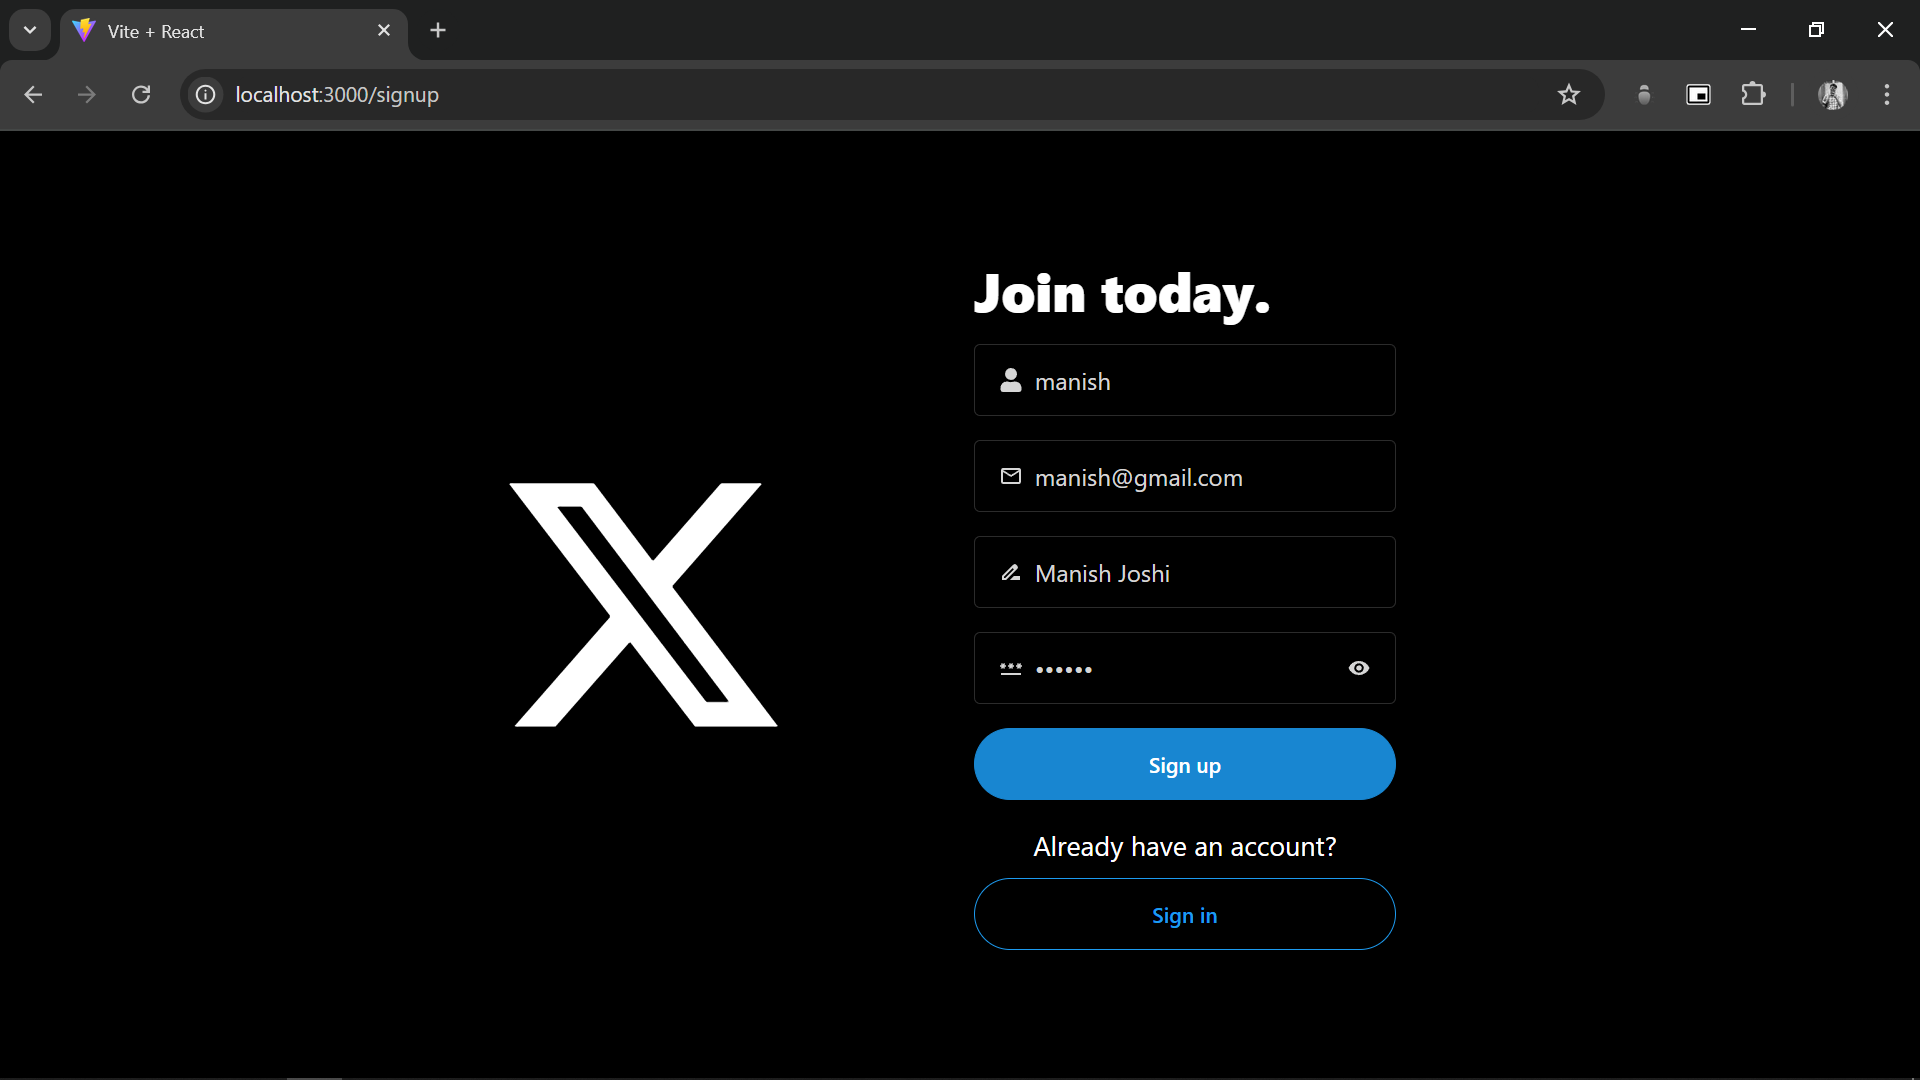 Vite + React
localhost:3000/signup
Join today.
manish
manish@gmail.com
Manish Joshi
••••••
Sign up
Already have an account?
Sign in